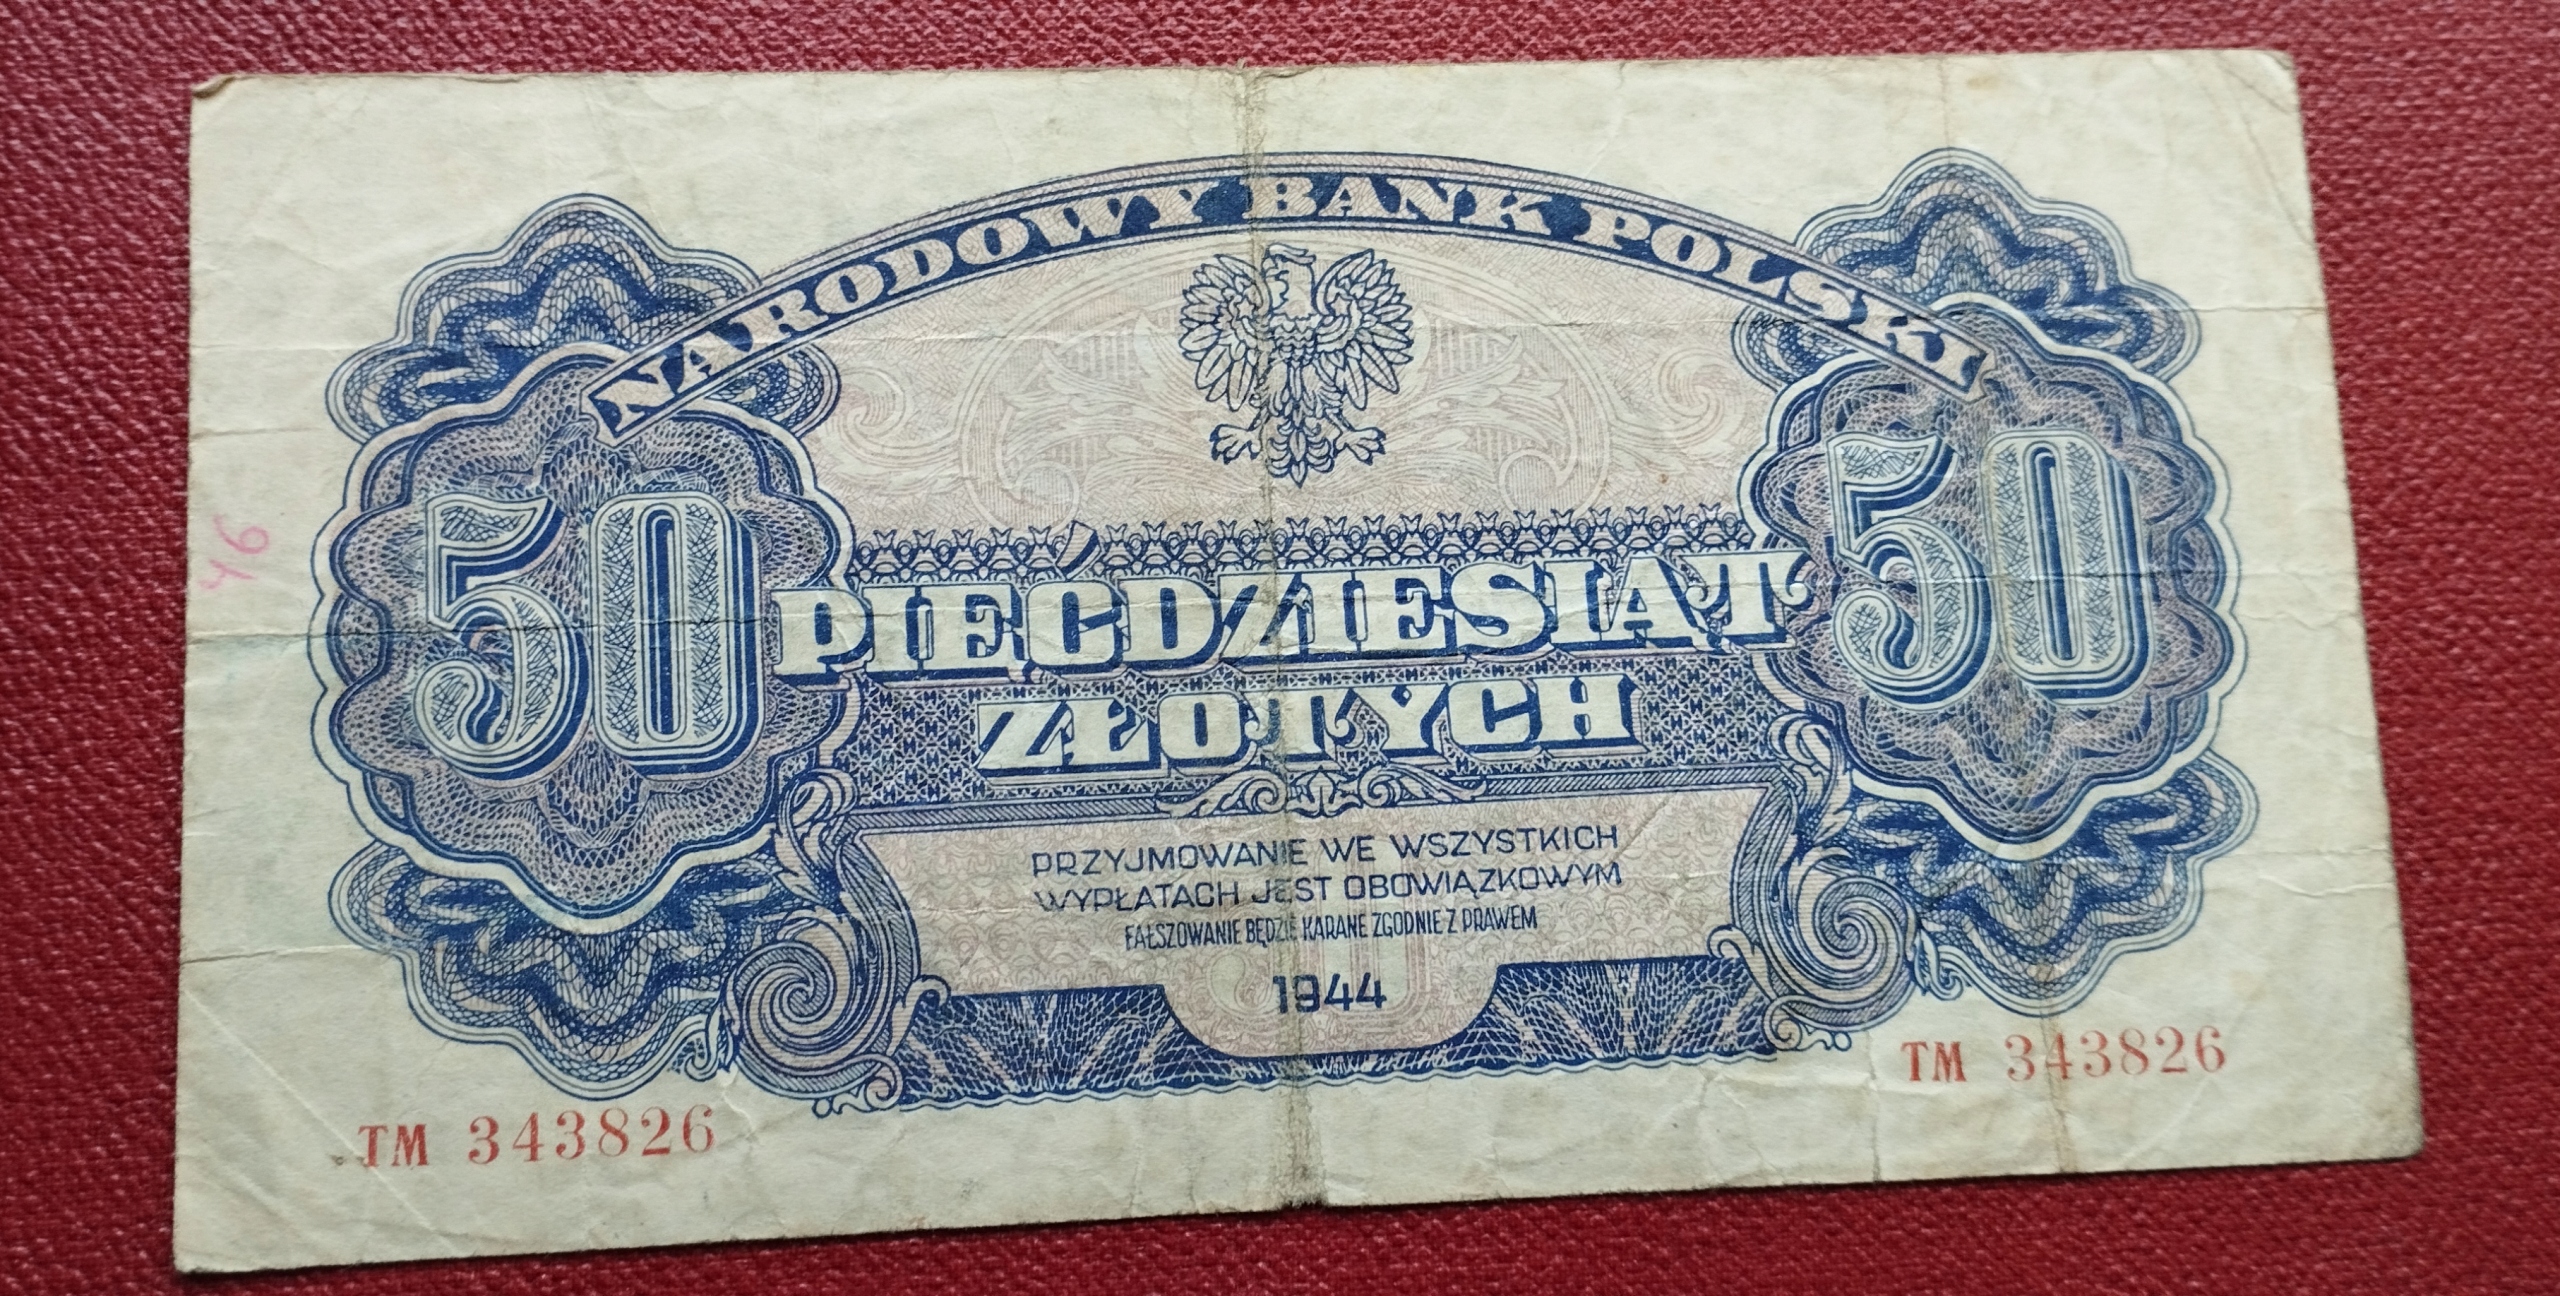 NARODOWY BANK POLSKI
50
50
PIĘĆDZIESIĄT
ZŁOTYCH
46
PRZYJMOWANIE WE WSZYSTKICH
WYPŁATACH JEST OBOWIĄZKOWYM
FAŁSZOWANIE BĘDZIE KARANE ZGODNIE Z PRAWEM
1944
TM 343826
TM 343826